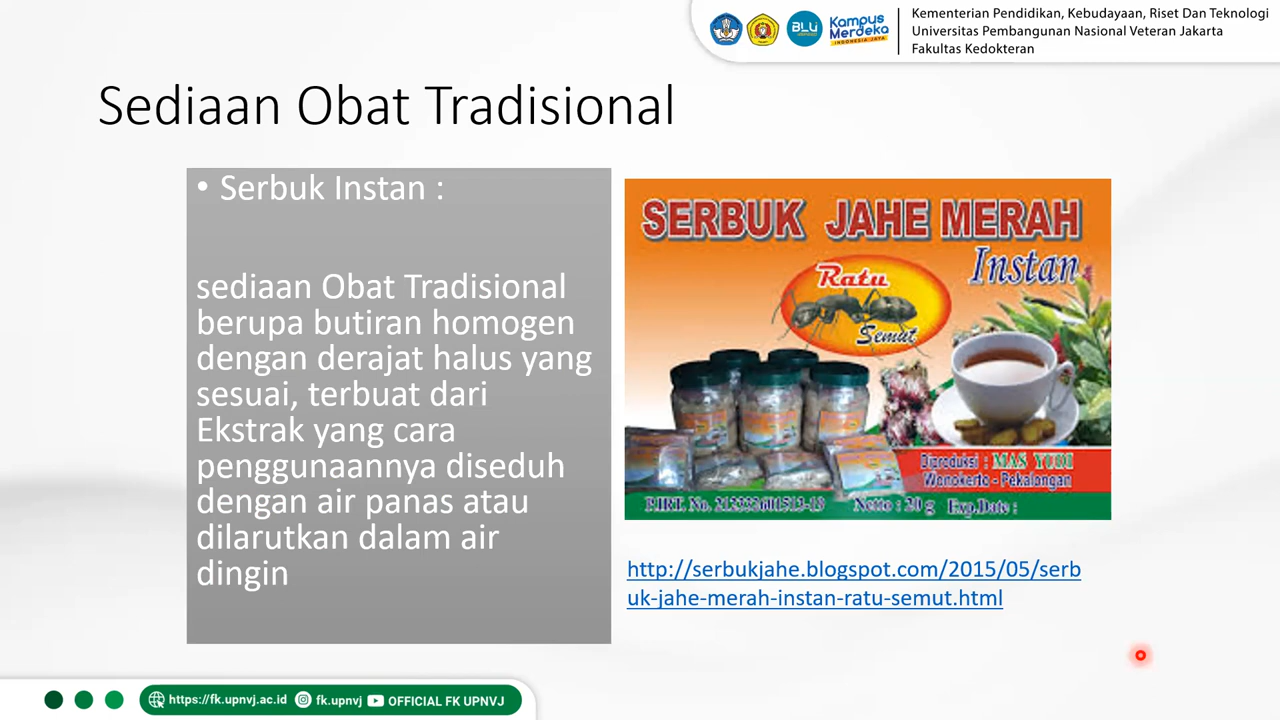 BLU
Kampus
Merdeka
INDONESIA JAYA
Kementerian Pendidikan, Kebudayaan, Riset Dan Teknologi
Universitas Pembangunan Nasional Veteran Jakarta
Fakultas Kedokteran
Sediaan Obat Tradisional
• Serbuk Instan :
sediaan Obat Tradisional
berupa butiran homogen
dengan derajat halus yang
sesuai, terbuat dari
Ekstrak yang cara
penggunaannya diseduh
dengan air panas atau
dilarutkan dalam air
dingin
SERBUK JAHE MERAH
Instan
Ratu
Semut
Diproduksi : MAS YUDI
Wonokerto - Pekalongan
P.IRT. No.
Netto : 20 g Exp.Date :
http://serbukjahe.blogspot.com/2015/05/serb
uk-jahe-merah-instan-ratu-semut.html
https://fk.upnvj.ac.id fk.upnvj OFFICIAL FK UPNVJ